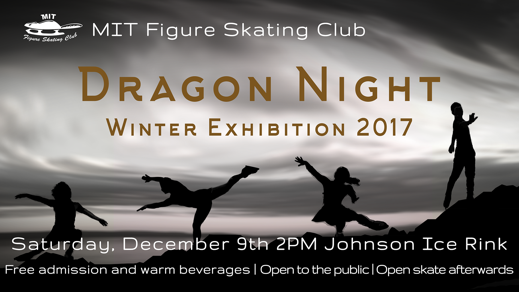 MIT
Figure Skating Club
MIT Figure Skating Club
Dragon Night
Winter Exhibition 2017
Saturday, December 9th 2PM Johnson Ice Rink
Free admission and warm beverages | Open to the public | Open skate afterwards